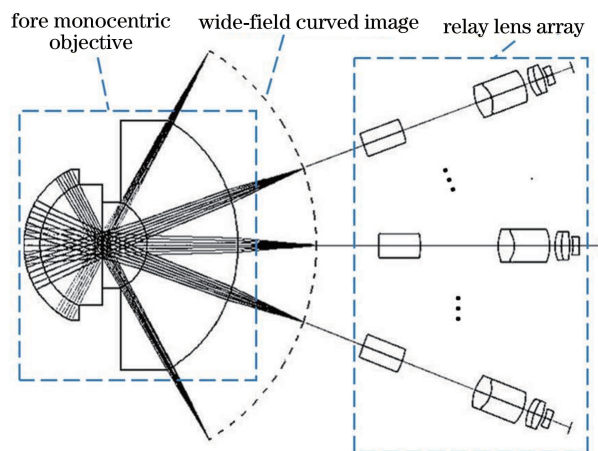 fore monocentric
objective
wide-field curved image
relay lens array